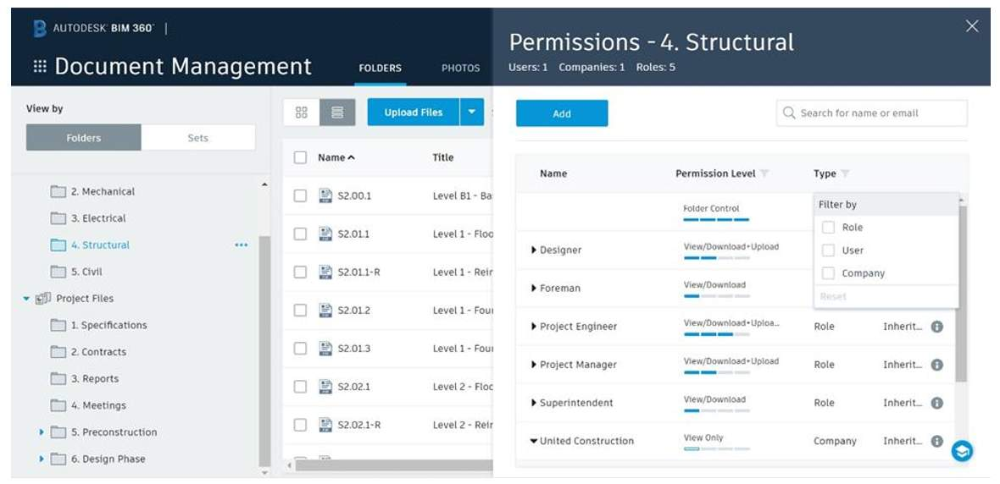 AUTODESK® BIM 360®
Document Management
FOLDERS
PHOTOS
View by
Folders
Sets
2. Mechanical
3. Electrical
4. Structural
5. Civil
Project Files
1. Specifications
2. Contracts
3. Reports
4. Meetings
5. Preconstruction
6. Design Phase
Upload Files
Name
Title
S2.00.1
Level B1 - Ba
S2.01.1
Level 1 - Floo
S2.01.1-R
Level 1 - Rein
S2.01.2
Level 1 - Foun
S2.01.3
Level 1 - Foun
S2.02.1
Level 2 - Floo
S2.02.1-R
Level 2 - Rein
Permissions - 4. Structural
Users: 1 Companies: 1 Roles: 5
Add
Search for name or email
Name
Permission Level
Type
Folder Control
Filter by
Role
User
Company
Reset
Designer
View/Download+Upload
Foreman
View/Download
Project Engineer
View/Download+Uploa...
Role
Inherit...
Project Manager
View/Download+Upload
Role
Inherit...
Superintendent
View/Download
Role
Inherit...
United Construction
View Only
Company
Inherit...